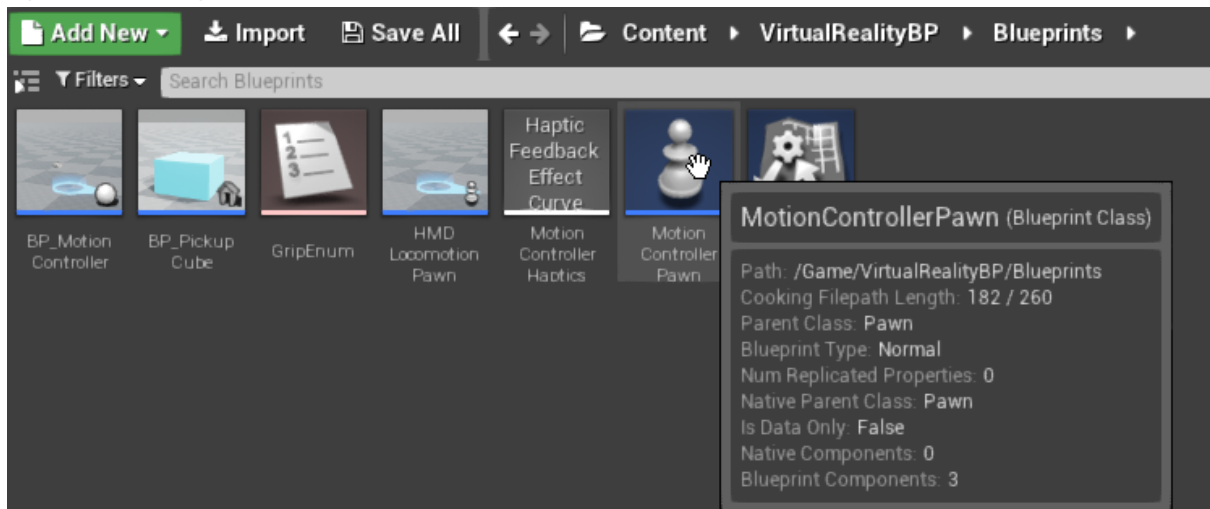 Add New Import Save All Content VirtualRealityBP Blueprints
Filters Search Blueprints
1
2
3
Haptic
Feedback
Effect
Curve
BP_Motion
Controller
BP_Pickup
Cube
GripEnum
HMD
Locomotion
Pawn
Motion
Controller
Haptics
Motion
Controller
Pawn
MotionControllerPawn (Blueprint Class)
Path: /Game/VirtualRealityBP/Blueprints
Cooking Filepath Length: 182 / 260
Parent Class: Pawn
Blueprint Type: Normal
Num Replicated Properties: 0
Native Parent Class: Pawn
Is Data Only: False
Native Components: 0
Blueprint Components: 3